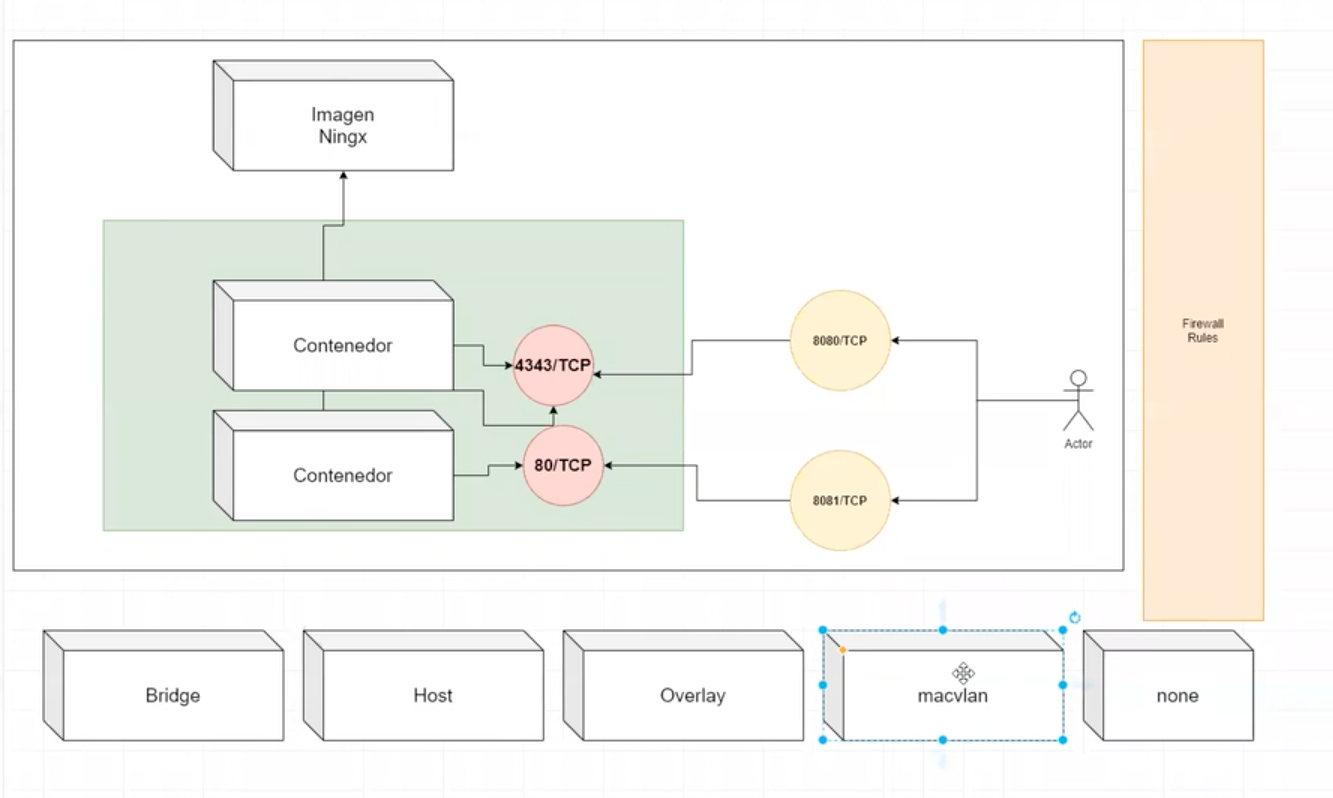 Imagen
Ningx
Contenedor
4343/TCP
8080/TCP
Firewall
Rules
Actor
Contenedor
80/TCP
8081/TCP
Bridge
Host
Overlay
macvlan
none